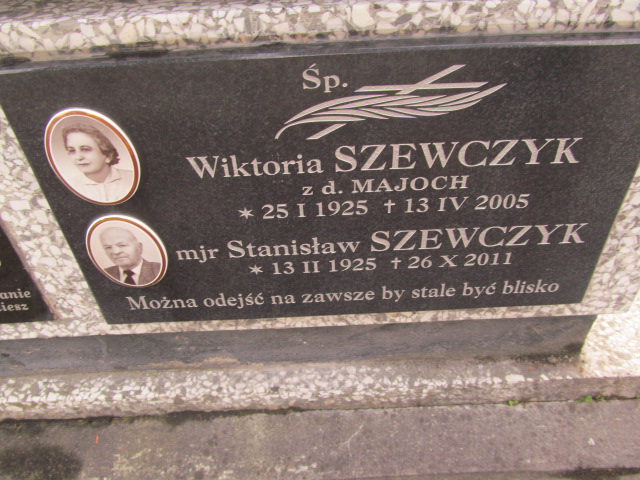 Śp.
Wiktoria SZEWCZYK
z d. MAJOCH
* 25 I 1925 † 13 IV 2005
mjr Stanisław SZEWCZYK
* 13 II 1925 † 26 X 2011
Można odejść na zawsze by stale być blisko